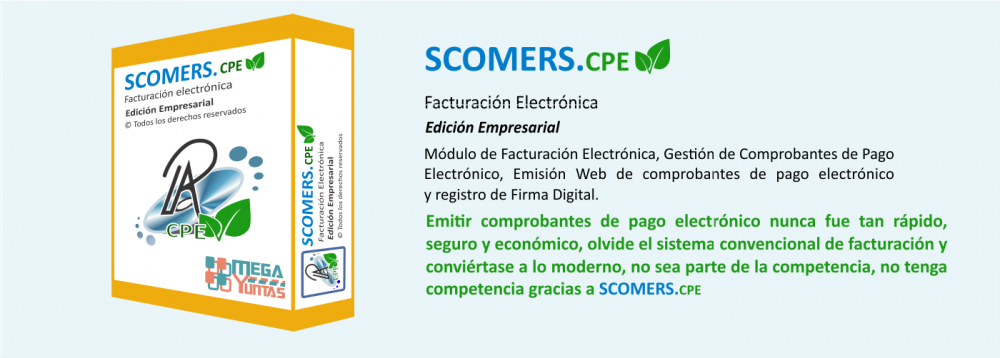 SCOMERS.CPE
Facturación electrónica
Edición Empresarial
© Todos los derechos reservados
CPE
MEGA
YUNTAS
SCOMERS.CPE
Facturación Electrónica
Edición Empresarial
© Todos los derechos reservados
CPE
SCOMERS.CPE
Facturación Electrónica
Edición Empresarial
Módulo de Facturación Electrónica, Gestión de Comprobantes de Pago
Electrónico, Emisión Web de comprobantes de pago electrónico
y registro de Firma Digital.
Emitir comprobantes de pago electrónico nunca fue tan rápido,
seguro y económico, olvide el sistema convencional de facturación y
conviértase a lo moderno, no sea parte de la competencia, no tenga
competencia gracias a SCOMERS.CPE